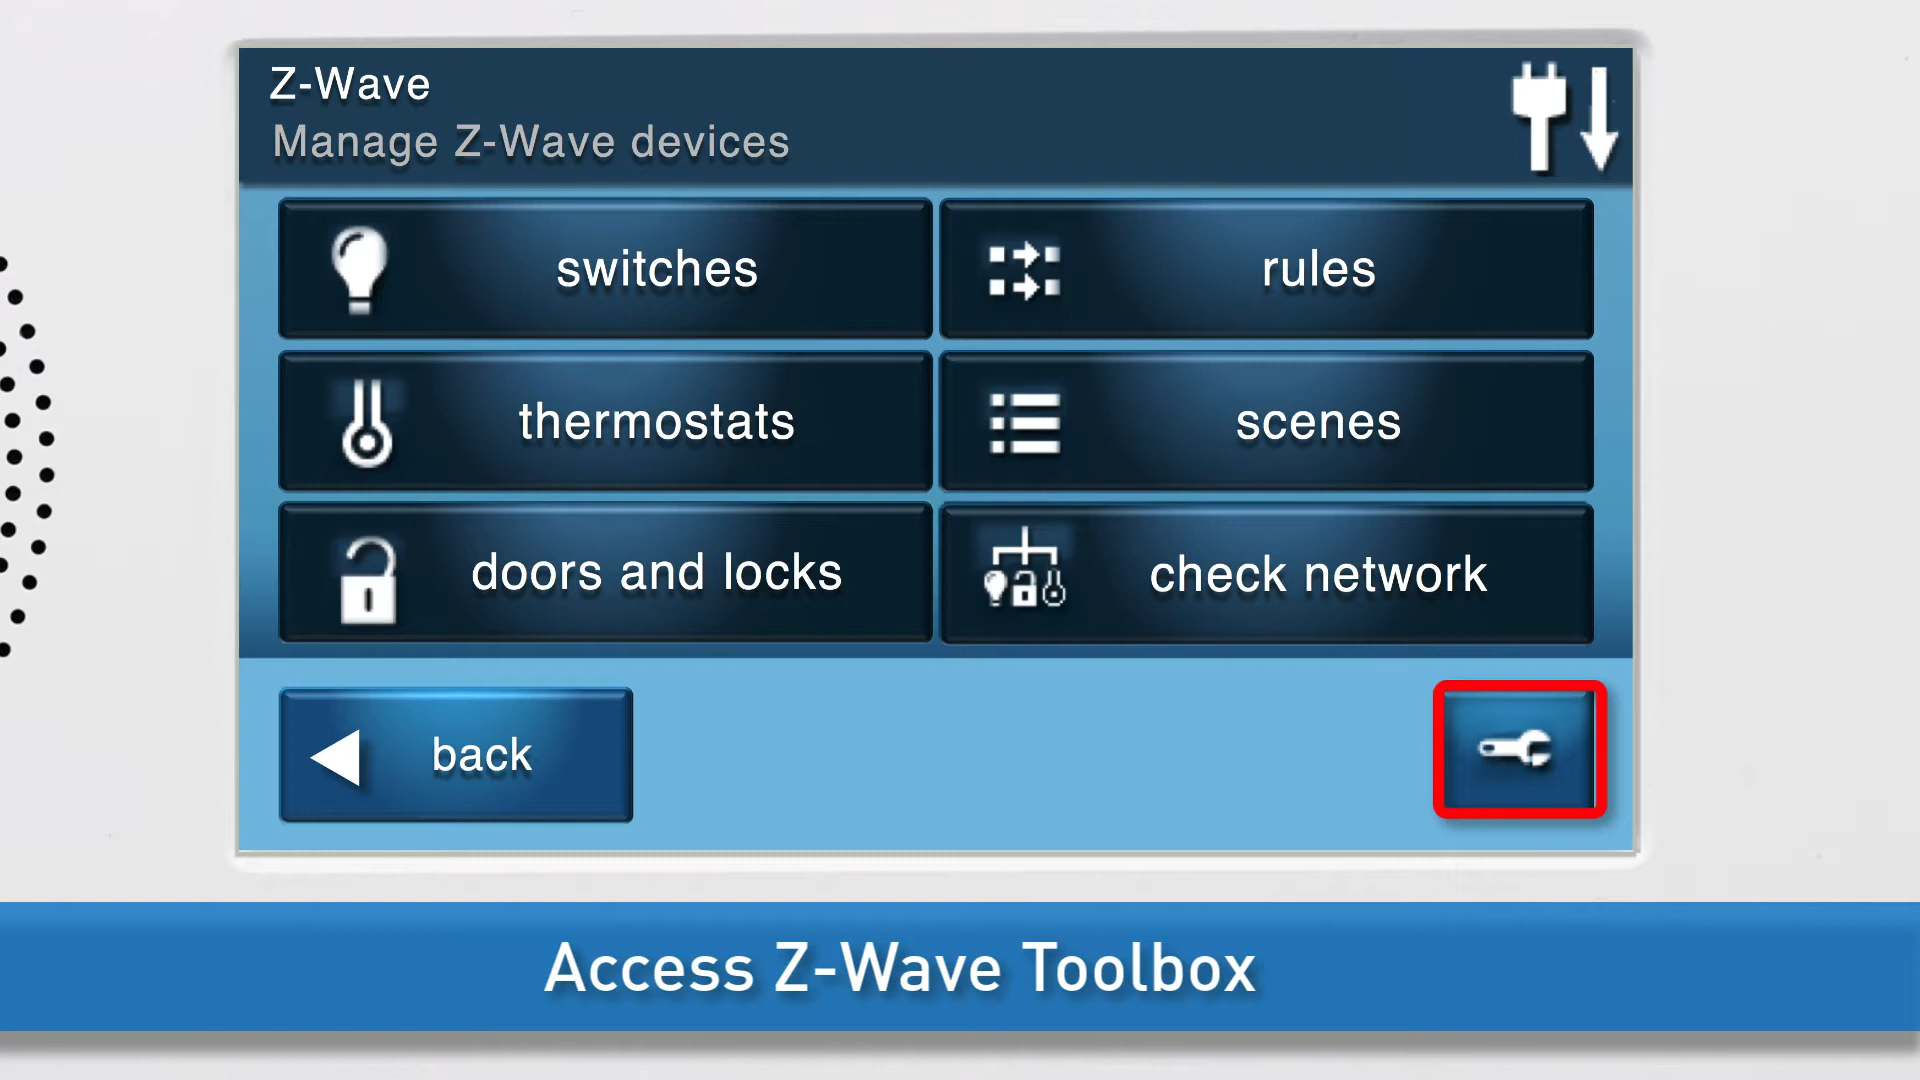 Z-Wave
Manage Z-Wave devices
switches
rules
thermostats
scenes
doors and locks
check network
back
Access Z-Wave Toolbox